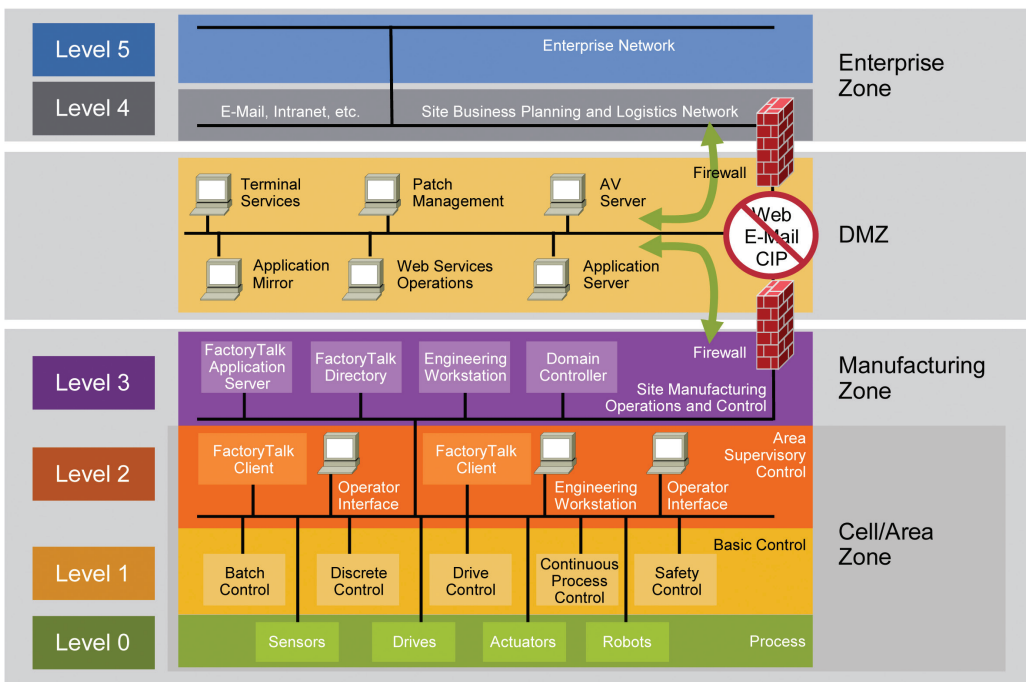 Level 5
Enterprise Network
Enterprise
Zone
Level 4
E-Mail, Intranet, etc.
Site Business Planning and Logistics Network
Firewall
Terminal
Services
Patch
Management
AV
Server
Web
E-Mail
CIP
DMZ
Application
Mirror
Web Services
Operations
Application
Server
Firewall
Level 3
FactoryTalk
Application
Server
FactoryTalk
Directory
Engineering
Workstation
Domain
Controller
Site Manufacturing
Operations and Control
Manufacturing
Zone
Level 2
FactoryTalk
Client
Operator
Interface
FactoryTalk
Client
Engineering
Workstation
Operator
Interface
Area
Supervisory
Control
Cell/Area
Zone
Level 1
Basic Control
Batch
Control
Discrete
Control
Drive
Control
Continuous
Process
Control
Safety
Control
Level 0
Sensors
Drives
Actuators
Robots
Process